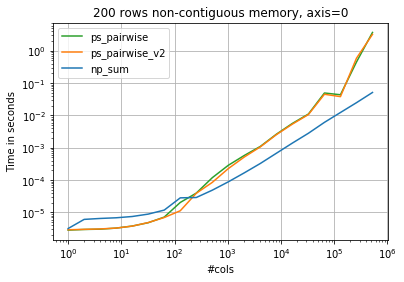 200 rows non-contiguous memory, axis=0
ps_pairwise
ps_pairwise_v2
np_sum
Time in seconds
10⁰
10⁻¹
10⁻²
10⁻³
10⁻⁴
10⁻⁵
10⁰ 10¹ 10² 10³ 10⁴ 10⁵ 10⁶
#cols